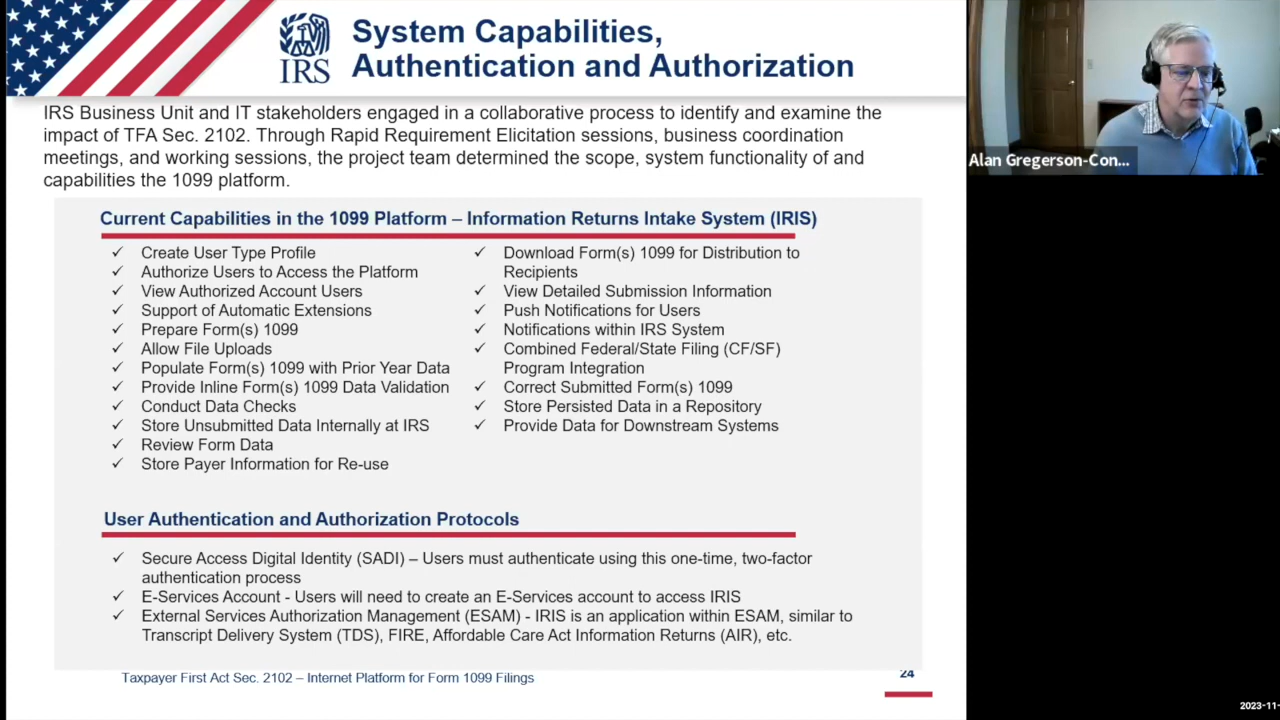 IRS
System Capabilities,
Authentication and Authorization
IRS Business Unit and IT stakeholders engaged in a collaborative process to identify and examine the
impact of TFA Sec. 2102. Through Rapid Requirement Elicitation sessions, business coordination
meetings, and working sessions, the project team determined the scope, system functionality of and
capabilities the 1099 platform.
Current Capabilities in the 1099 Platform – Information Returns Intake System (IRIS)
✓ Create User Type Profile
✓ Authorize Users to Access the Platform
✓ View Authorized Account Users
✓ Support of Automatic Extensions
✓ Prepare Form(s) 1099
✓ Allow File Uploads
✓ Populate Form(s) 1099 with Prior Year Data
✓ Provide Inline Form(s) 1099 Data Validation
✓ Conduct Data Checks
✓ Store Unsubmitted Data Internally at IRS
✓ Review Form Data
✓ Store Payer Information for Re-use
✓ Download Form(s) 1099 for Distribution to
Recipients
✓ View Detailed Submission Information
✓ Push Notifications for Users
✓ Notifications within IRS System
✓ Combined Federal/State Filing (CF/SF)
Program Integration
✓ Correct Submitted Form(s) 1099
✓ Store Persisted Data in a Repository
✓ Provide Data for Downstream Systems
User Authentication and Authorization Protocols
✓ Secure Access Digital Identity (SADI) – Users must authenticate using this one-time, two-factor
authentication process
✓ E-Services Account - Users will need to create an E-Services account to access IRIS
✓ External Services Authorization Management (ESAM) - IRIS is an application within ESAM, similar to
Transcript Delivery System (TDS), FIRE, Affordable Care Act Information Returns (AIR), etc.
Taxpayer First Act Sec. 2102 – Internet Platform for Form 1099 Filings
24
Alan Gregerson-Con...
2023-11-